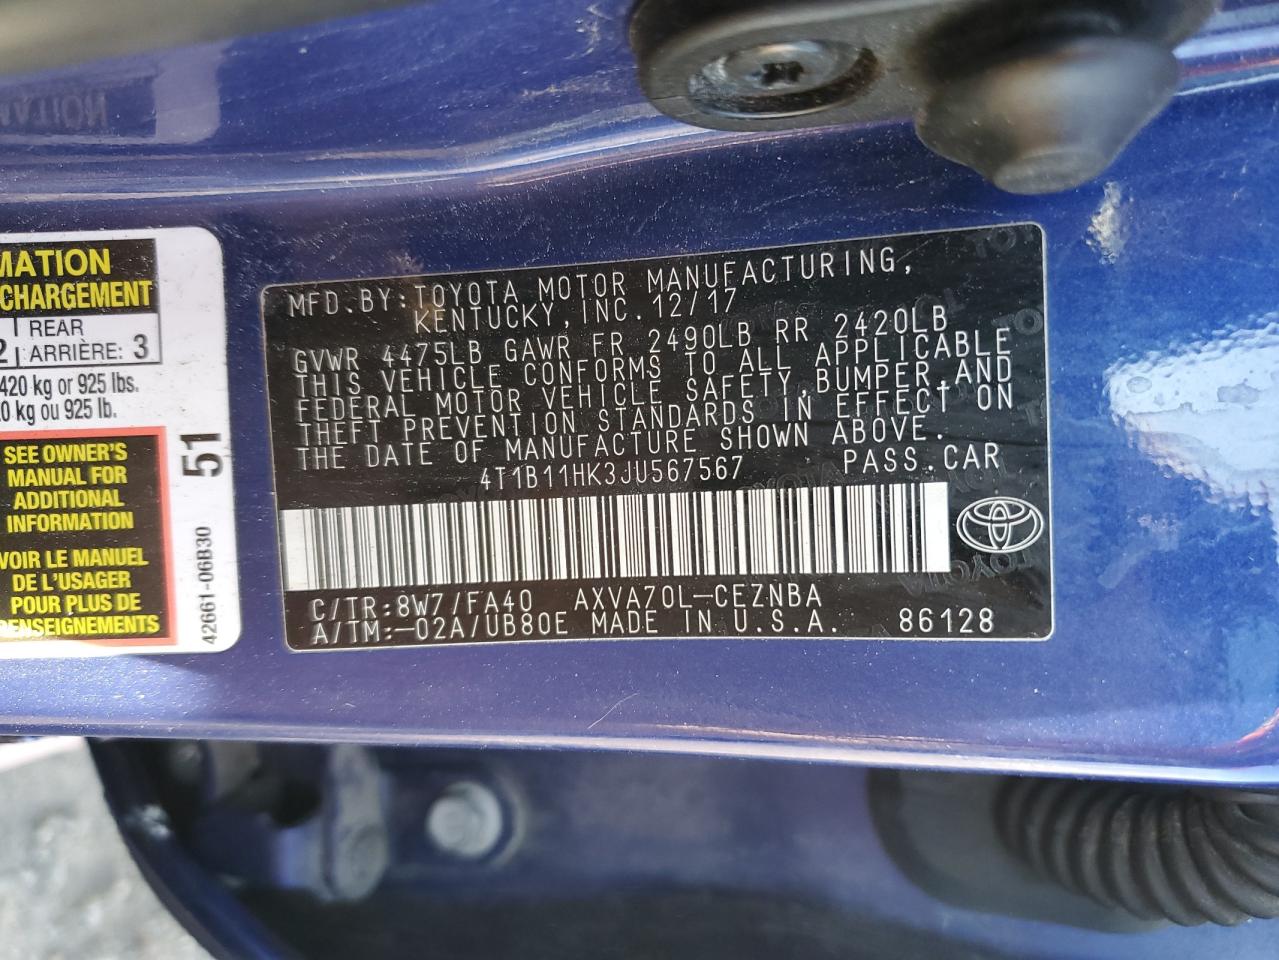 MATION
CHARGEMENT
REAR
2 ARRIÈRE: 3
420 kg or 925 lbs.
0 kg ou 925 lb.
SEE OWNER'S
MANUAL FOR
ADDITIONAL
INFORMATION
VOIR LE MANUEL
DE L'USAGER
POUR PLUS DE
RENSEIGNEMENTS
51
42661-06B30
MFD.BY:TOYOTA MOTOR MANUFACTURING,
KENTUCKY, INC. 12/17
GVWR 4475LB GAWR FR 2490LB RR 2420LB
THIS VEHICLE CONFORMS TO ALL APPLICABLE
FEDERAL MOTOR VEHICLE SAFETY, BUMPER, AND
THEFT PREVENTION STANDARDS IN EFFECT ON
THE DATE OF MANUFACTURE SHOWN ABOVE.
4T1B11HK3JU567567 PASS.CAR
C/TR:8W7/FA40 AXVA70L-CEZNBA
A/TM:-02A/UB80E MADE IN U.S.A. 86128